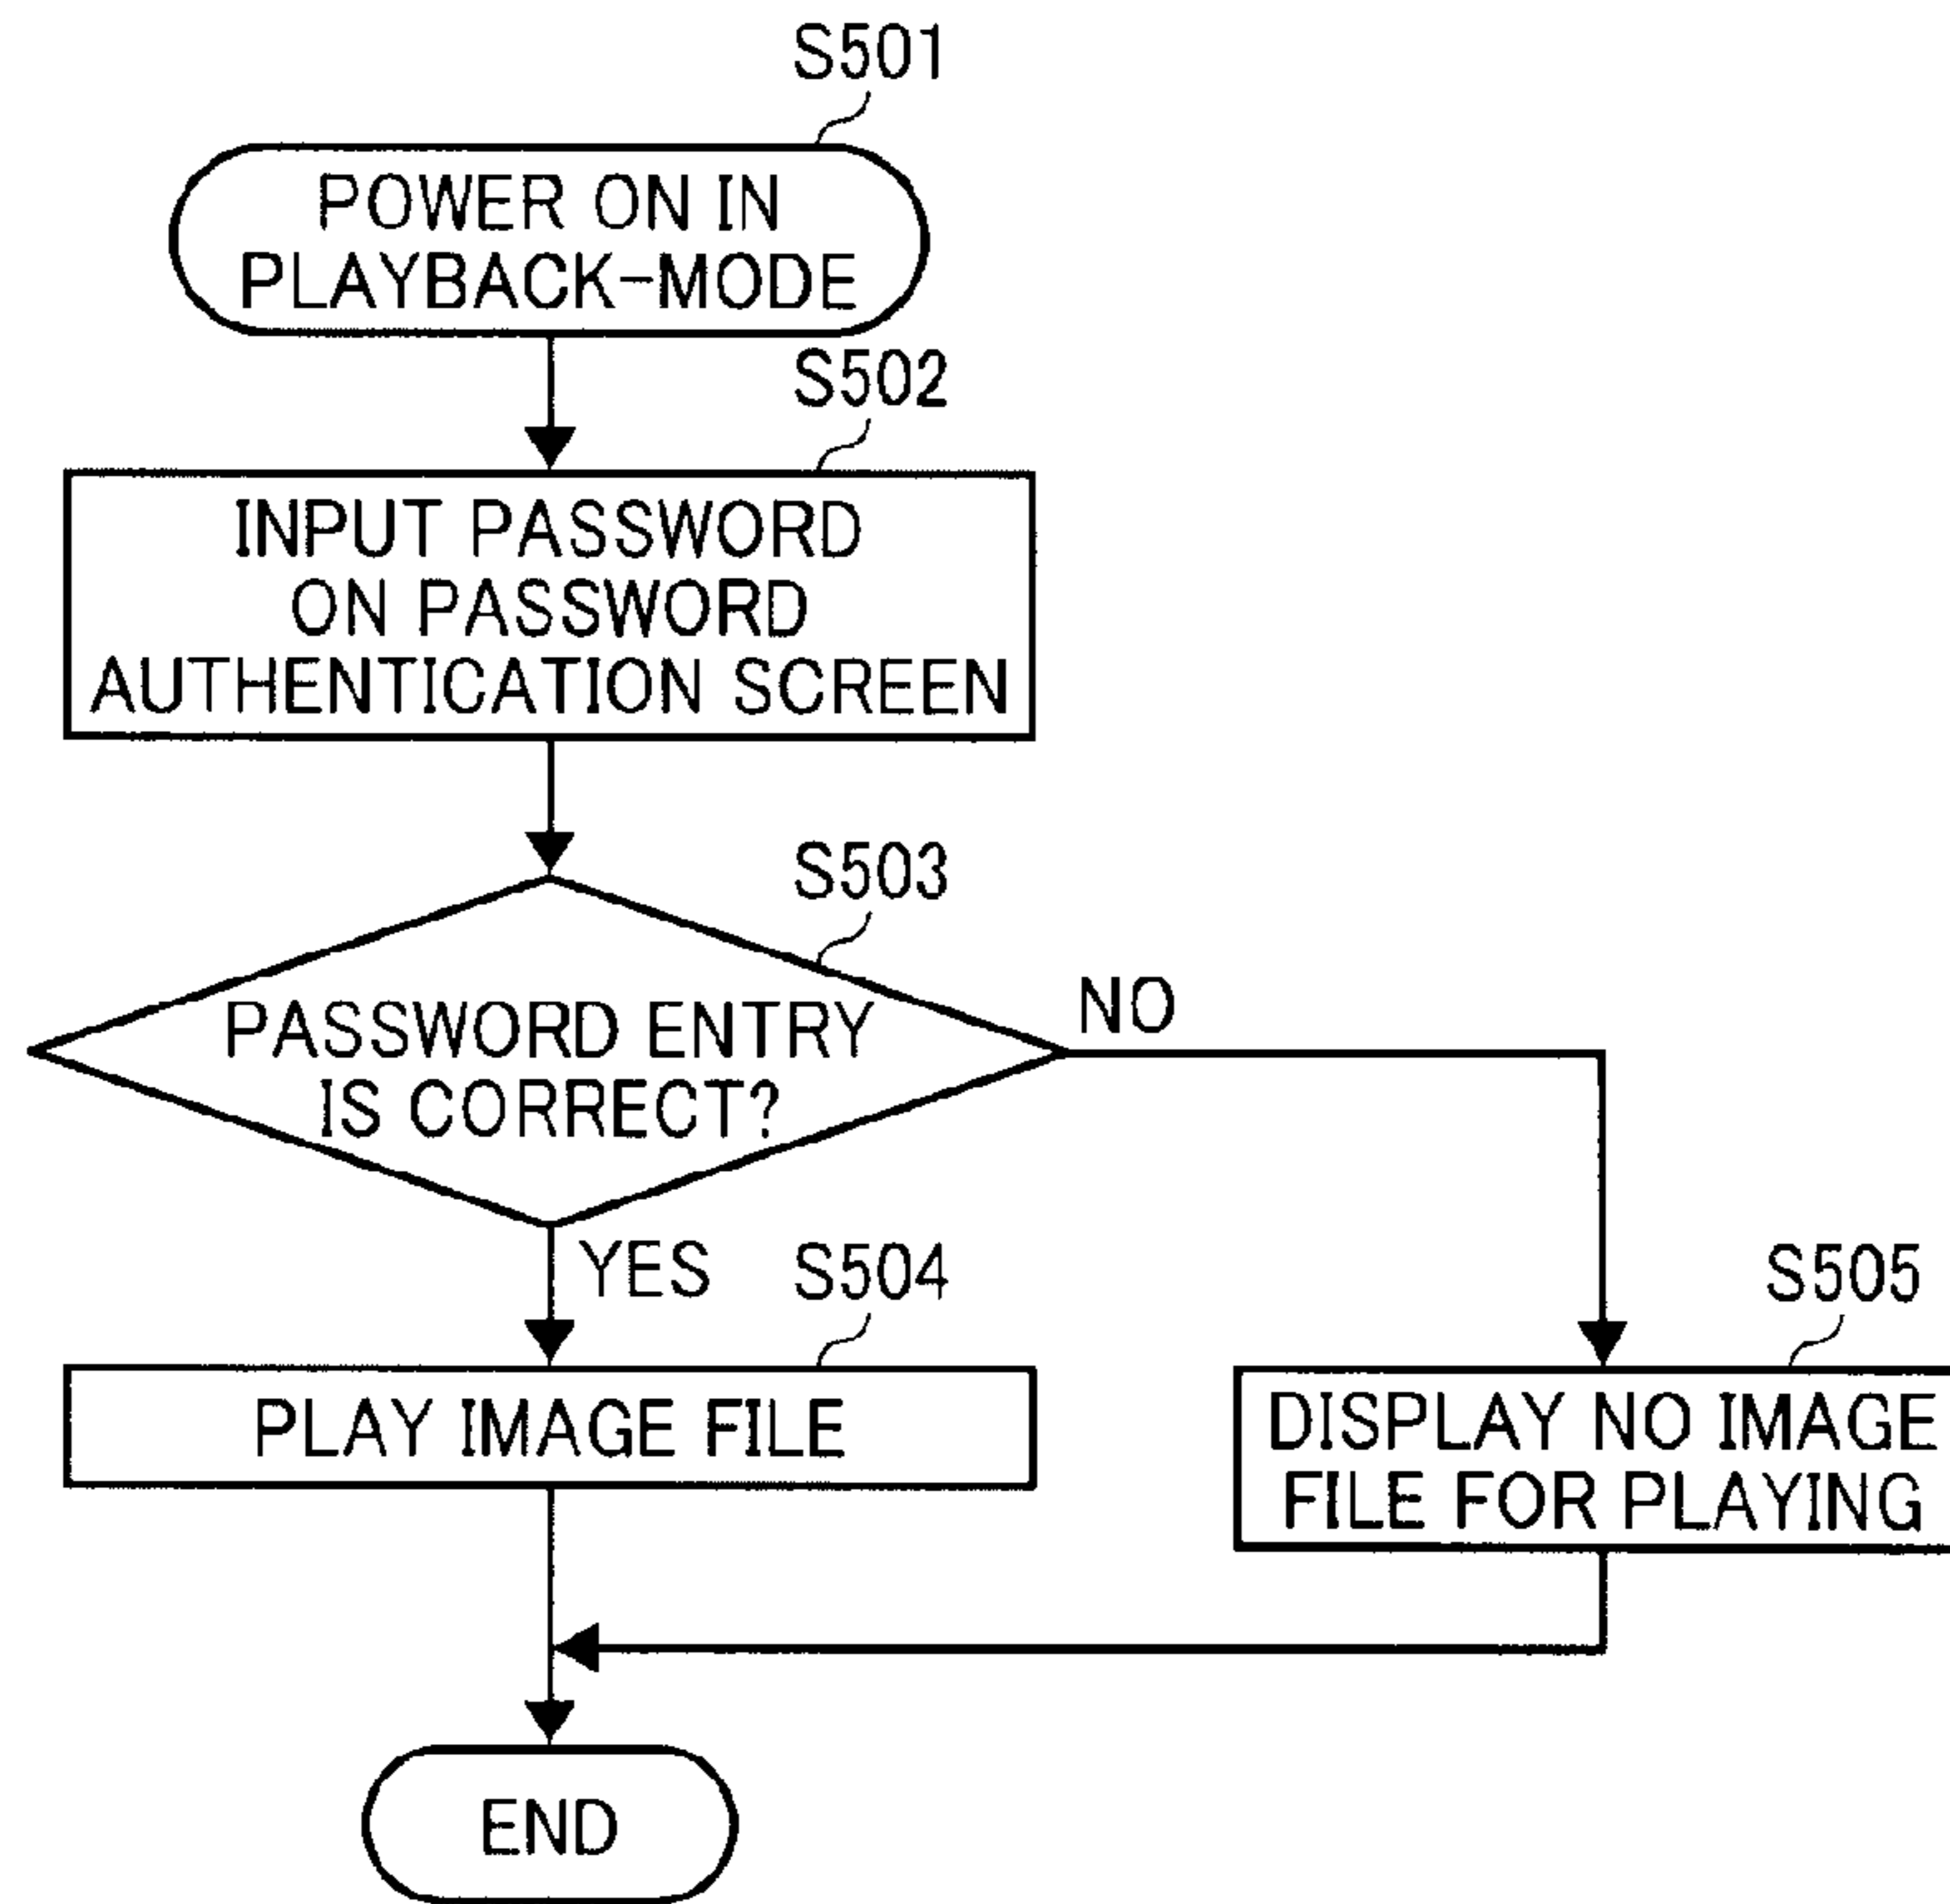 S501
POWER ON IN
PLAYBACK-MODE
S502
INPUT PASSWORD
ON PASSWORD
AUTHENTICATION SCREEN
S503
PASSWORD ENTRY
IS CORRECT?
NO
YES
S504
PLAY IMAGE FILE
S505
DISPLAY NO IMAGE
FILE FOR PLAYING
END